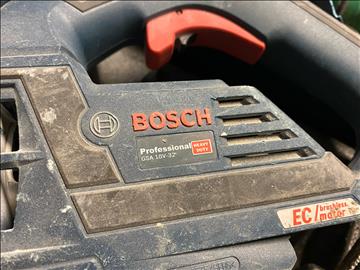 BOSCH
Professional HEAVY DUTY
GSA 18V-32
EC/ brushless
motor